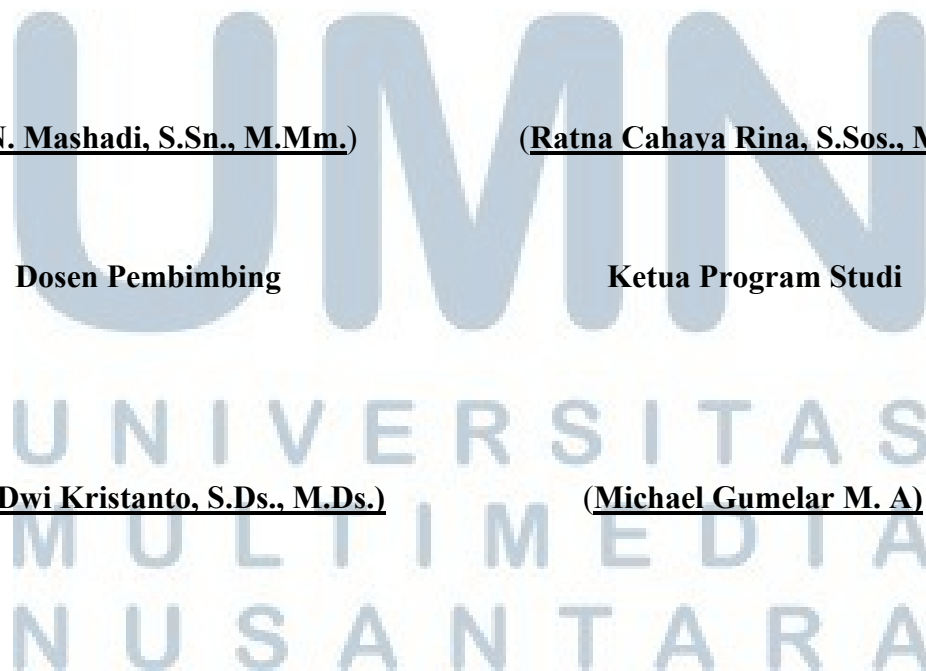 UMN
N. Mashadi, S.Sn., M.Mm.) (Ratna Cahaya Rina, S.Sos., M
Dosen Pembimbing Ketua Program Studi
UNIVERSITAS
Dwi Kristanto, S.Ds., M.Ds.) (Michael Gumelar M. A)
MULTIMEDIA
NUSANTARA